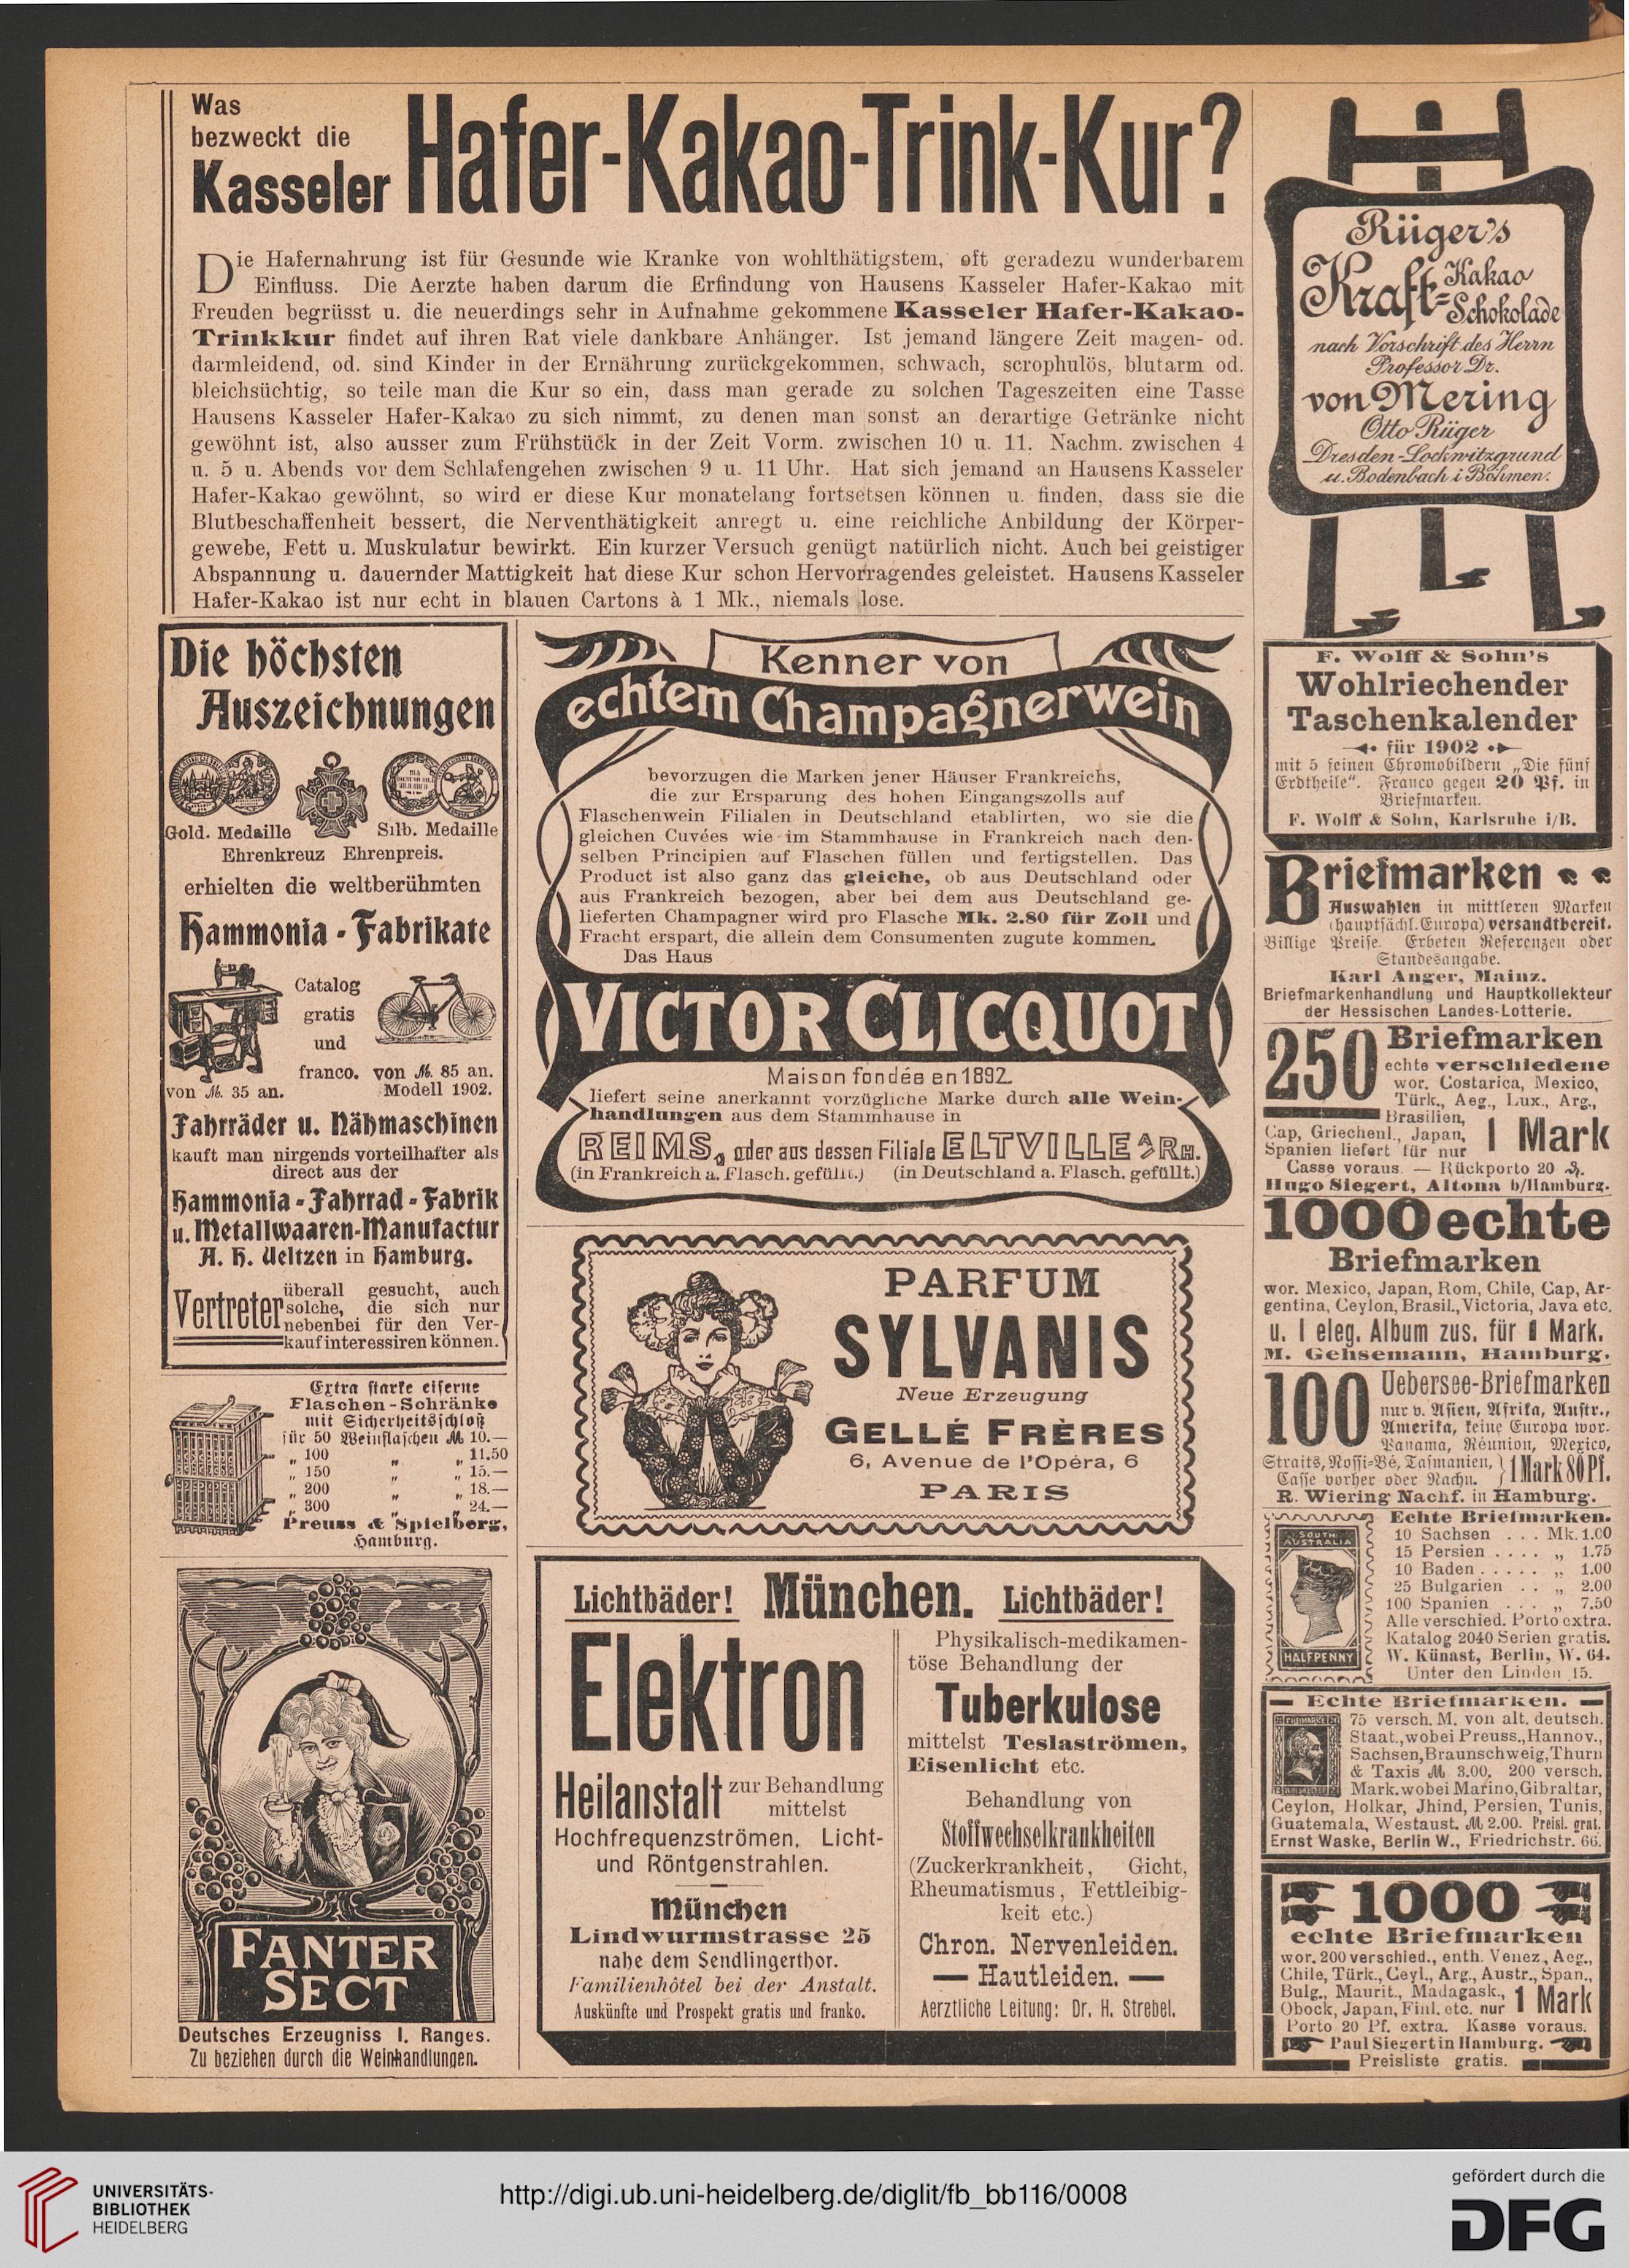 Was
bezweckt die
Kasseler
Hafer-Kakao-Trink-Kur?
Die Hafernahrung ist für Gesunde wie Kranke von wohlthätigstem, oft geradezu wunderbarem
Einfluss. Die Aerzte haben darum die Erfindung von Hausens Kasseler Hafer-Kakao mit
Freuden begrüsst u. die neuerdings sehr in Aufnahme gekommene Kasseler Hafer-Kakao-
Trinkkur findet auf ihren Rat viele dankbare Anhänger. Ist jemand längere Zeit magen- od.
darmleidend, od. sind Kinder in der Ernährung zurückgekommen, schwach, scrophulös, blutarm od.
bleichsüchtig, so teile man die Kur so ein, dass man gerade zu solchen Tageszeiten eine Tasse
Hausens Kasseler Hafer-Kakao zu sich nimmt, zu denen man sonst an derartige Getränke nicht
gewöhnt ist, also ausser zum Frühstück in der Zeit Vorm. zwischen 10 u. 11. Nachm. zwischen 4
u. 5 u. Abends vor dem Schlafengehen zwischen 9 u. 11 Uhr. Hat sich jemand an Hausens Kasseler
Hafer-Kakao gewöhnt, so wird er diese Kur monatelang fortsetsen können u. finden, dass sie die
Blutbeschaffenheit bessert, die Nerventhätigkeit anregt u. eine reichliche Anbildung der Körper-
gewebe, Fett u. Muskulatur bewirkt. Ein kurzer Versuch genügt natürlich nicht. Auch bei geistiger
Abspannung u. dauernder Mattigkeit hat diese Kur schon Hervorragendes geleistet. Hausens Kasseler
Hafer-Kakao ist nur echt in blauen Cartons à 1 Mk., niemals lose.
Die höchsten
Auszeichnungen
Gold. Medaille Silb. Medaille
Ehrenkreuz Ehrenpreis.
erhielten die weltberühmten
Hammonia - Fabrikate
Catalog
gratis
und
franco.
von M. 35 an.
von M. 85 an.
Modell 1902.
Fahrräder u. Nähmaschinen
kauft man nirgends vorteilhafter als
direct aus der
Hammonia - Fahrrad - Fabrik
u. Metallwaaren-Manufactur
A. H. Ueltzen in Hamburg.
Vertreter
überall gesucht, auch
solche, die sich nur
nebenbei für den Ver-
kauf interessiren können.
Extra starke eiserne
Flaschen-Schränke
mit Sicherheitsschloß
für 50 Weinflaschen M 10.—
„ 100 „ „ 11.50
„ 150 „ „ 15.—
„ 200 „ „ 18.—
„ 300 „ „ 24.—
Preuss & Spielberg,
Hamburg.
FANTER
SECT
Deutsches Erzeugniss I. Ranges.
Zu beziehen durch die Weinhandlungen.
Kenner von
echtem Champagnerwein
bevorzugen die Marken jener Häuser Frankreichs,
die zur Ersparung des hohen Eingangszolls auf
Flaschenwein Filialen in Deutschland etablirten, wo sie die
gleichen Cuvées wie im Stammhause in Frankreich nach den-
selben Principien auf Flaschen füllen und fertigstellen. Das
Product ist also ganz das gleiche, ob aus Deutschland oder
aus Frankreich bezogen, aber bei dem aus Deutschland ge-
lieferten Champagner wird pro Flasche Mk. 2.80 für Zoll und
Fracht erspart, die allein dem Consumenten zugute kommen.
Das Haus
VICTOR CLICQUOT
Maison fondée en 1892
liefert seine anerkannt vorzügliche Marke durch alle Wein-
handlungen aus dem Stammhause in
REIMS, oder aus dessen Filiale ELTVILLE A RH.
(in Frankreich a. Flasch. gefüllt.) (in Deutschland a. Flasch. gefüllt.)
PARFUM
SYLVANIS
Neue Erzeugung
GELLÉ FRÈRES
6, Avenue de l'Opéra, 6
PARIS
Lichtbäder! München. Lichtbäder!
Elektron
Heilanstalt zur Behandlung
mittelst
Hochfrequenzströmen, Licht-
und Röntgenstrahlen.
München
Lindwurmstrasse 25
nahe dem Sendlingerthor.
Familienhôtel bei der Anstalt.
Auskünfte und Prospekt gratis und franko.
Physikalisch-medikamen-
töse Behandlung der
Tuberkulose
mittelst Teslaströmen,
Eisenlicht etc.
Behandlung von
Stoffwechselkrankheiten
(Zuckerkrankheit, Gicht,
Rheumatismus, Fettleibig-
keit etc.)
Chron. Nervenleiden.
— Hautleiden. —
Aerztliche Leitung: Dr. H. Strebel.
Rüger's
Kraft-Kakao
-Schokolade
nach Vorschrift des Herrn
Professor Dr.
von Mering
Otto Rüger
Dresden-Lockwitzgrund
u. Bodenbach i Böhmen.
F. Wolff & Sohn's
Wohlriechender
Taschenkalender
für 1902
mit 5 feinen Chromobildern „Die fünf
Erdtheile“. Franco gegen 20 Pf. in
Briefmarken.
F. Wolff & Sohn, Karlsruhe i/B.
Briefmarken
Auswahlen in mittleren Marken
(hauptsächl. Europa) versandtbereit.
Billige Preise. Erbeten Referenzen oder
Standesangabe.
Karl Anger, Mainz.
Briefmarkenhandlung und Hauptkollekteur
der Hessischen Landes-Lotterie.
250 Briefmarken
echte verschiedene
wor. Costarica, Mexico,
Türk., Aeg., Lux., Arg.,
Brasilien,
Cap, Griechenl., Japan,
Spanien liefert für nur 1 Mark
Casse voraus. — Rückporto 20 ₰.
Hugo Siegert, Altona b/Hamburg.
1000 echte
Briefmarken
wor. Mexico, Japan, Rom, Chile, Cap, Ar-
gentina, Ceylon, Brasil., Victoria, Java etc.
u. 1 eleg. Album zus. für 1 Mark.
M. Gehsemann, Hamburg.
100 Uebersee-Briefmarken
nur v. Asien, Afrika, Austr.,
Amerika, keine Europa wor.
Panama, Réunion, Mexico,
Straits, Nossi-Bé, Tasmanien,
Casse vorher oder Nachn. } 1 Mark 80 Pf.
R. Wiering Nachf. in Hamburg.
SOUTH
AUSTRALIA
HALFPENNY
Echte Briefmarken.
10 Sachsen . . . Mk. 1.00
15 Persien . . . . „ 1.75
10 Baden . . . . . „ 1.00
25 Bulgarien . . „ 2.00
100 Spanien . . . „ 7.50
Alle verschied. Porto extra.
Katalog 2040 Serien gratis.
W. Künast, Berlin, W. 64.
Unter den Linden 15.
Echte Briefmarken.
75 versch. M. von alt. deutsch.
Staat., wobei Preuss., Hannov.,
Sachsen, Braunschweig, Thurn
& Taxis M 3.00. 200 versch.
Mark. wobei Marino, Gibraltar,
Ceylon, Holkar, Jhind, Persien, Tunis,
Guatemala, Westaust. M 2.00. Preisl. grat.
Ernst Waske, Berlin W., Friedrichstr. 66.
1000
echte Briefmarken
wor. 200 verschied., enth. Venez., Aeg.,
Chile, Türk., Ceyl., Arg., Austr., Span.,
Bulg., Maurit., Madagask.,
Obock, Japan, Finl. etc. nur 1 Mark
Porto 20 Pf. extra. Kasse voraus.
Paul Siegert in Hamburg.
Preisliste gratis.
UNIVERSITÄTS-
BIBLIOTHEK
HEIDELBERG
http://digi.ub.uni-heidelberg.de/diglit/fb_bb116/0008
gefördert durch die
DFG